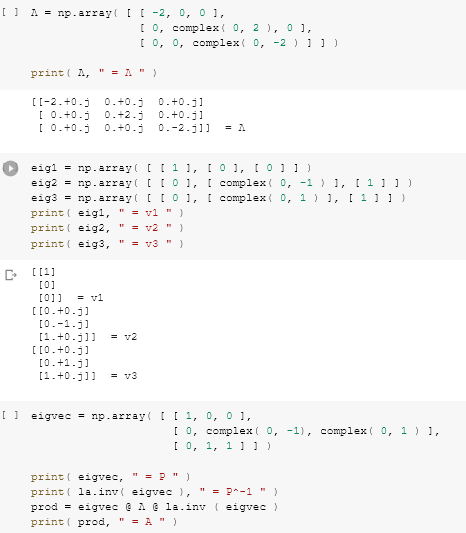 [ ] Λ = np.array( [ [ -2, 0, 0 ],
[ 0, complex( 0, 2 ), 0 ],
[ 0, 0, complex( 0, -2 ) ] ] )
print( Λ, " = Λ " )
[[-2.+0.j 0.+0.j 0.+0.j]
[ 0.+0.j 0.+2.j 0.+0.j]
[ 0.+0.j 0.+0.j 0.-2.j]] = Λ
eig1 = np.array( [ [ 1 ], [ 0 ], [ 0 ] ] )
eig2 = np.array( [ [ 0 ], [ complex( 0, -1 ) ], [ 1 ] ] )
eig3 = np.array( [ [ 0 ], [ complex( 0, 1 ) ], [ 1 ] ] )
print( eig1, " = v1 " )
print( eig2, " = v2 " )
print( eig3, " = v3 " )
[[1]
[0]
[0]] = v1
[[0.+0.j]
[0.-1.j]
[1.+0.j]] = v2
[[0.+0.j]
[0.+1.j]
[1.+0.j]] = v3
[ ] eigvec = np.array( [ [ 1, 0, 0 ],
[ 0, complex( 0, -1), complex( 0, 1 ) ],
[ 0, 1, 1 ] ] )
print( eigvec, " = P " )
print( la.inv( eigvec ), " = P^-1 " )
prod = eigvec @ Λ @ la.inv ( eigvec )
print( prod, " = A " )